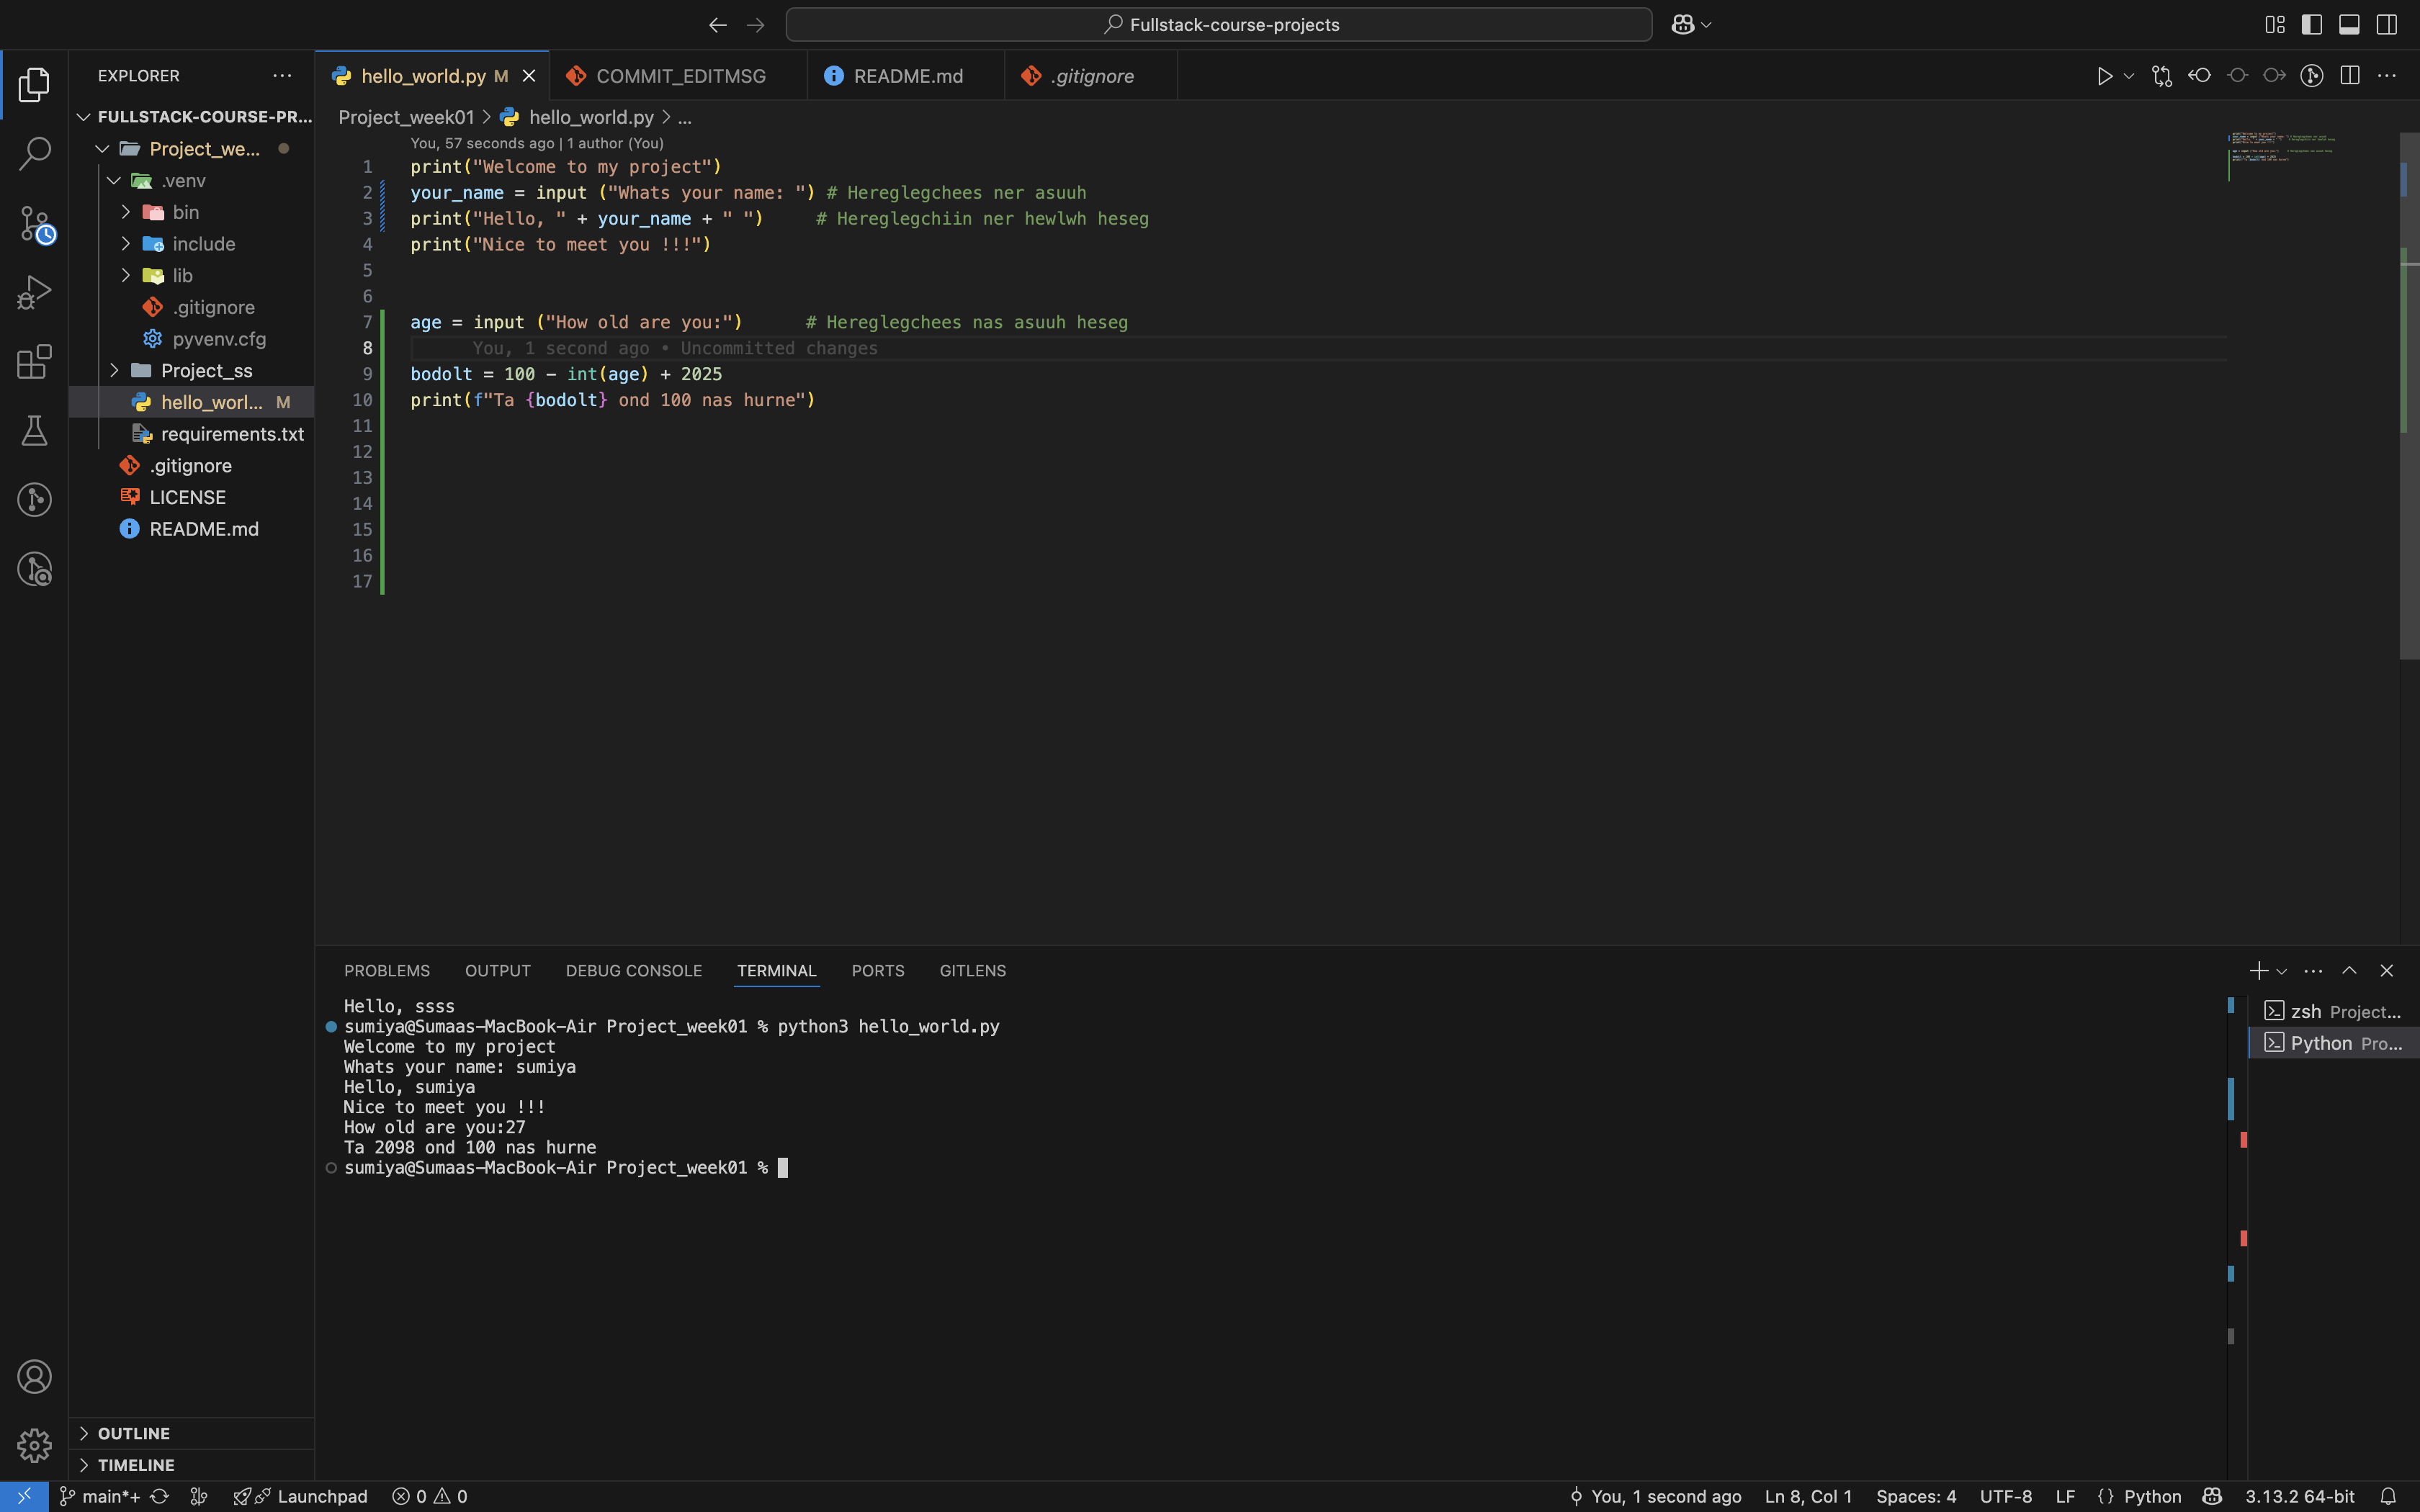 Fullstack-course-projects
EXPLORER
FULLSTACK-COURSE-PR...
Project_we...
.venv
bin
include
lib
.gitignore
pyvenv.cfg
Project_ss
hello_worl... M
requirements.txt
.gitignore
LICENSE
README.md
OUTLINE
TIMELINE
hello_world.py M
COMMIT_EDITMSG
README.md
.gitignore
Project_week01 > hello_world.py > ...
You, 57 seconds ago | 1 author (You)
1 print("Welcome to my project")
2 your_name = input ("Whats your name: ") # Hereglegchees ner asuuh
3 print("Hello, " + your_name + " ")     # Hereglegchiin ner hewlwh heseg
4 print("Nice to meet you !!!")
5
6
7 age = input ("How old are you:")      # Hereglegchees nas asuuh heseg
8 You, 1 second ago • Uncommitted changes
9 bodolt = 100 - int(age) + 2025
10 print(f"Ta {bodolt} ond 100 nas hurne")
11
12
13
14
15
16
17
PROBLEMS OUTPUT DEBUG CONSOLE TERMINAL PORTS GITLENS
Hello, ssss
sumiya@Sumaas-MacBook-Air Project_week01 % python3 hello_world.py
Welcome to my project
Whats your name: sumiya
Hello, sumiya
Nice to meet you !!!
How old are you:27
Ta 2098 ond 100 nas hurne
sumiya@Sumaas-MacBook-Air Project_week01 %
zsh Project...
Python Pro...
main*+ Launchpad 0 0
You, 1 second ago Ln 8, Col 1 Spaces: 4 UTF-8 LF {} Python 3.13.2 64-bit